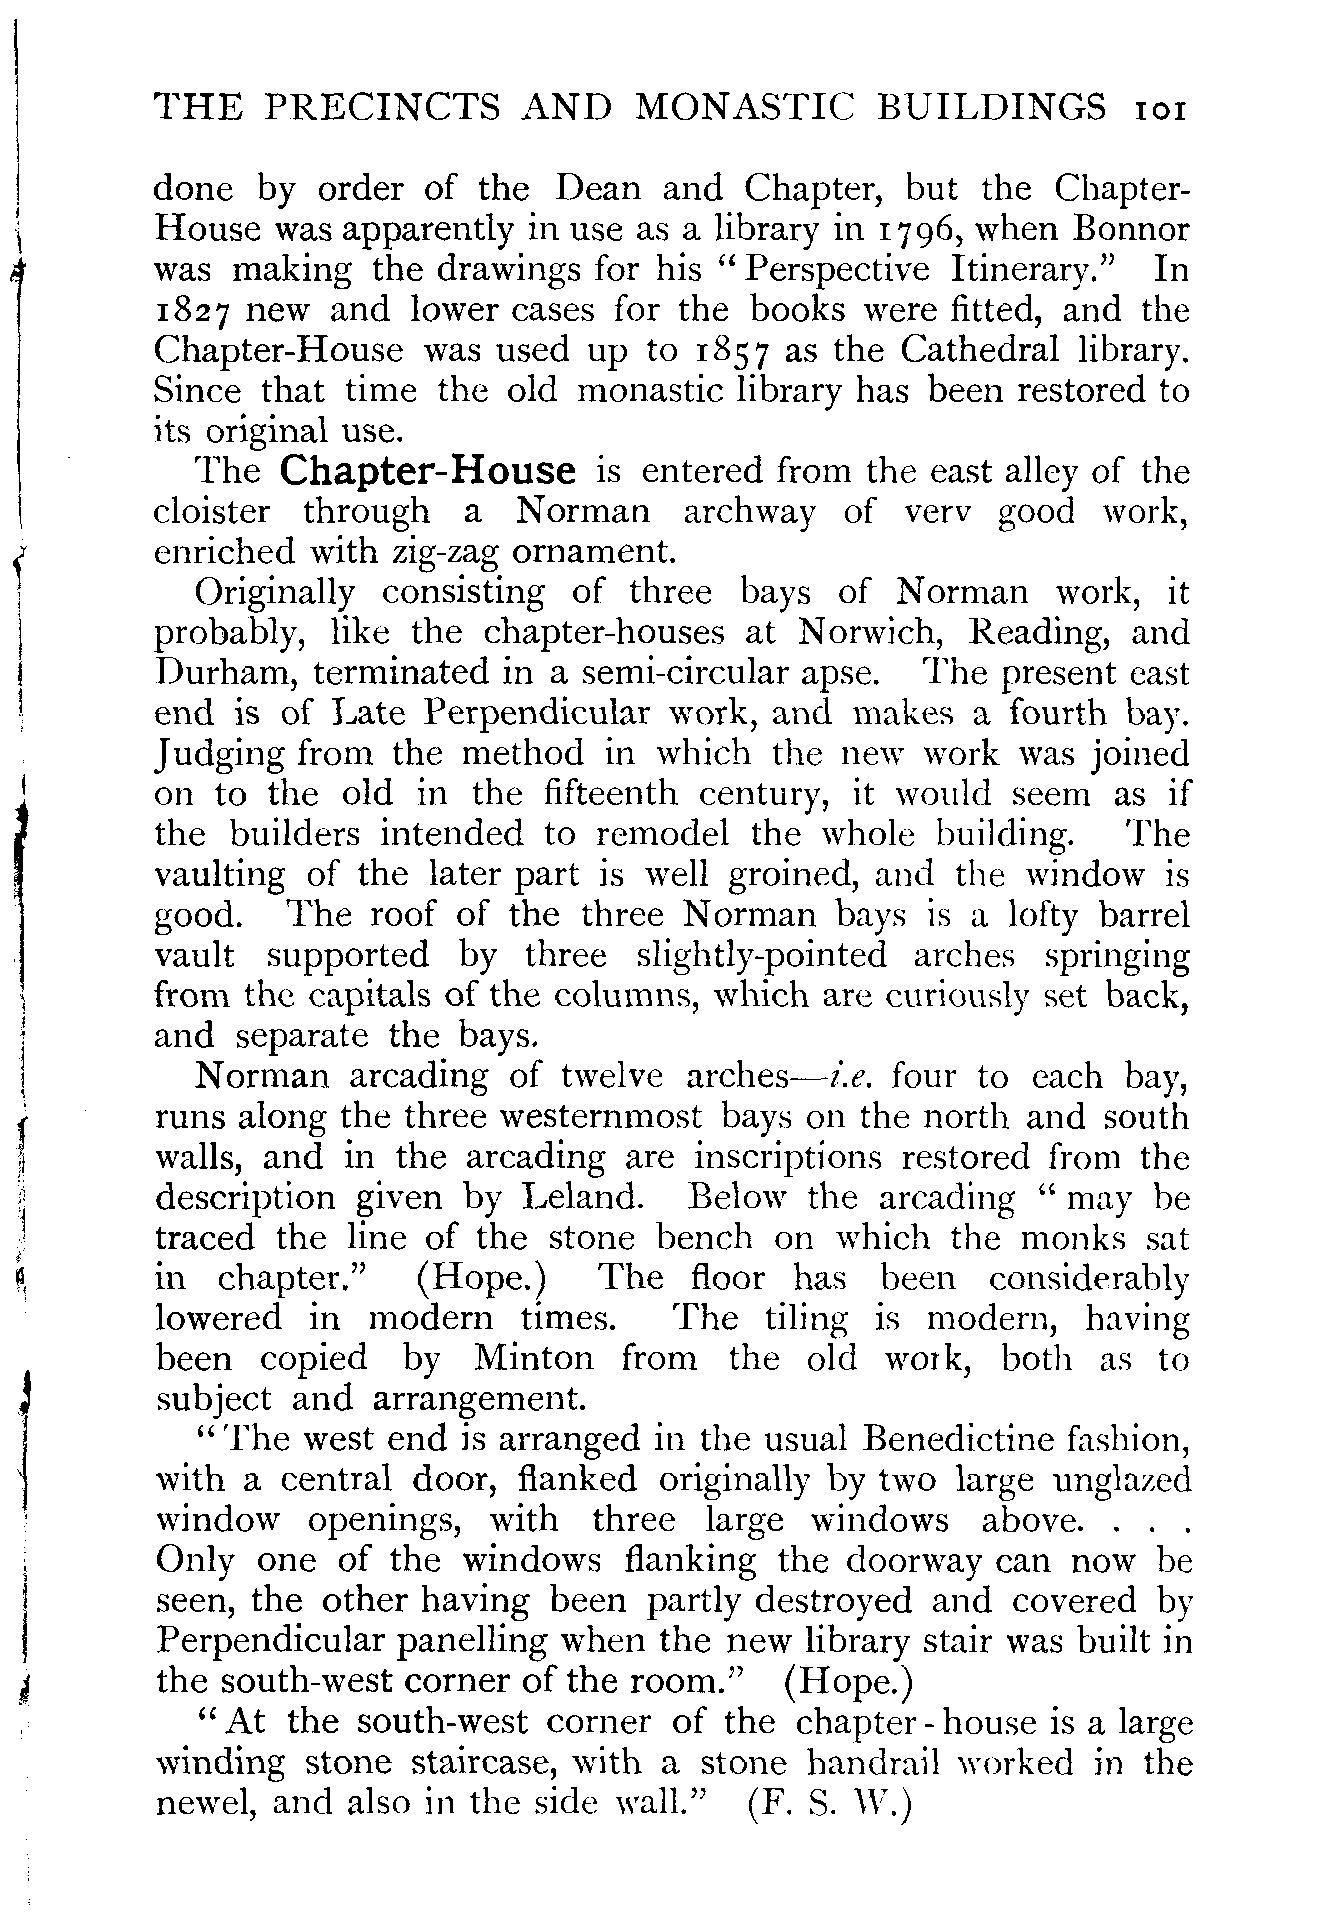 THE PRECINCTS AND MONASTIC BUILDINGS 101
done by order of the Dean and Chapter, but the Chapter-
House was apparently in use as a library in 1796, when Bonnor
was making the drawings for his “Perspective Itinerary.” In
1827 new and lower cases for the books were fitted, and the
Chapter-House was used up to 1857 as the Cathedral library.
Since that time the old monastic library has been restored to
its original use.
The Chapter-House is entered from the east alley of the
cloister through a Norman archway of very good work,
enriched with zig-zag ornament.
Originally consisting of three bays of Norman work, it
probably, like the chapter-houses at Norwich, Reading, and
Durham, terminated in a semi-circular apse. The present east
end is of Late Perpendicular work, and makes a fourth bay.
Judging from the method in which the new work was joined
on to the old in the fifteenth century, it would seem as if
the builders intended to remodel the whole building. The
vaulting of the later part is well groined, and the window is
good. The roof of the three Norman bays is a lofty barrel
vault supported by three slightly-pointed arches springing
from the capitals of the columns, which are curiously set back,
and separate the bays.
Norman arcading of twelve arches—i.e. four to each bay,
runs along the three westernmost bays on the north and south
walls, and in the arcading are inscriptions restored from the
description given by Leland. Below the arcading “may be
traced the line of the stone bench on which the monks sat
in chapter.” (Hope.) The floor has been considerably
lowered in modern times. The tiling is modern, having
been copied by Minton from the old work, both as to
subject and arrangement.
“The west end is arranged in the usual Benedictine fashion,
with a central door, flanked originally by two large unglazed
window openings, with three large windows above. . . .
Only one of the windows flanking the doorway can now be
seen, the other having been partly destroyed and covered by
Perpendicular panelling when the new library stair was built in
the south-west corner of the room.” (Hope.)
“At the south-west corner of the chapter-house is a large
winding stone staircase, with a stone handrail worked in the
newel, and also in the side wall.” (F. S. W.)